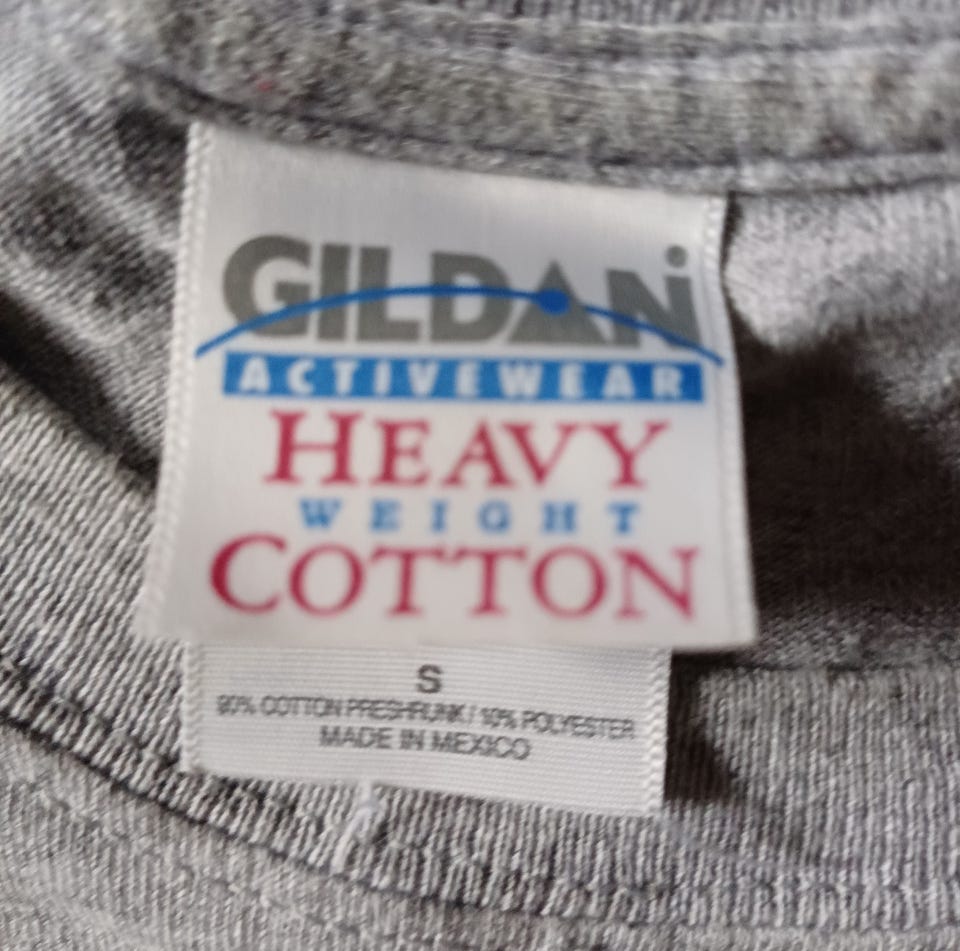 GILDAN
ACTIVEWEAR
HEAVY
WEIGHT
COTTON
S
90% COTTON PRESHRUNK / 10% POLYESTER
MADE IN MEXICO